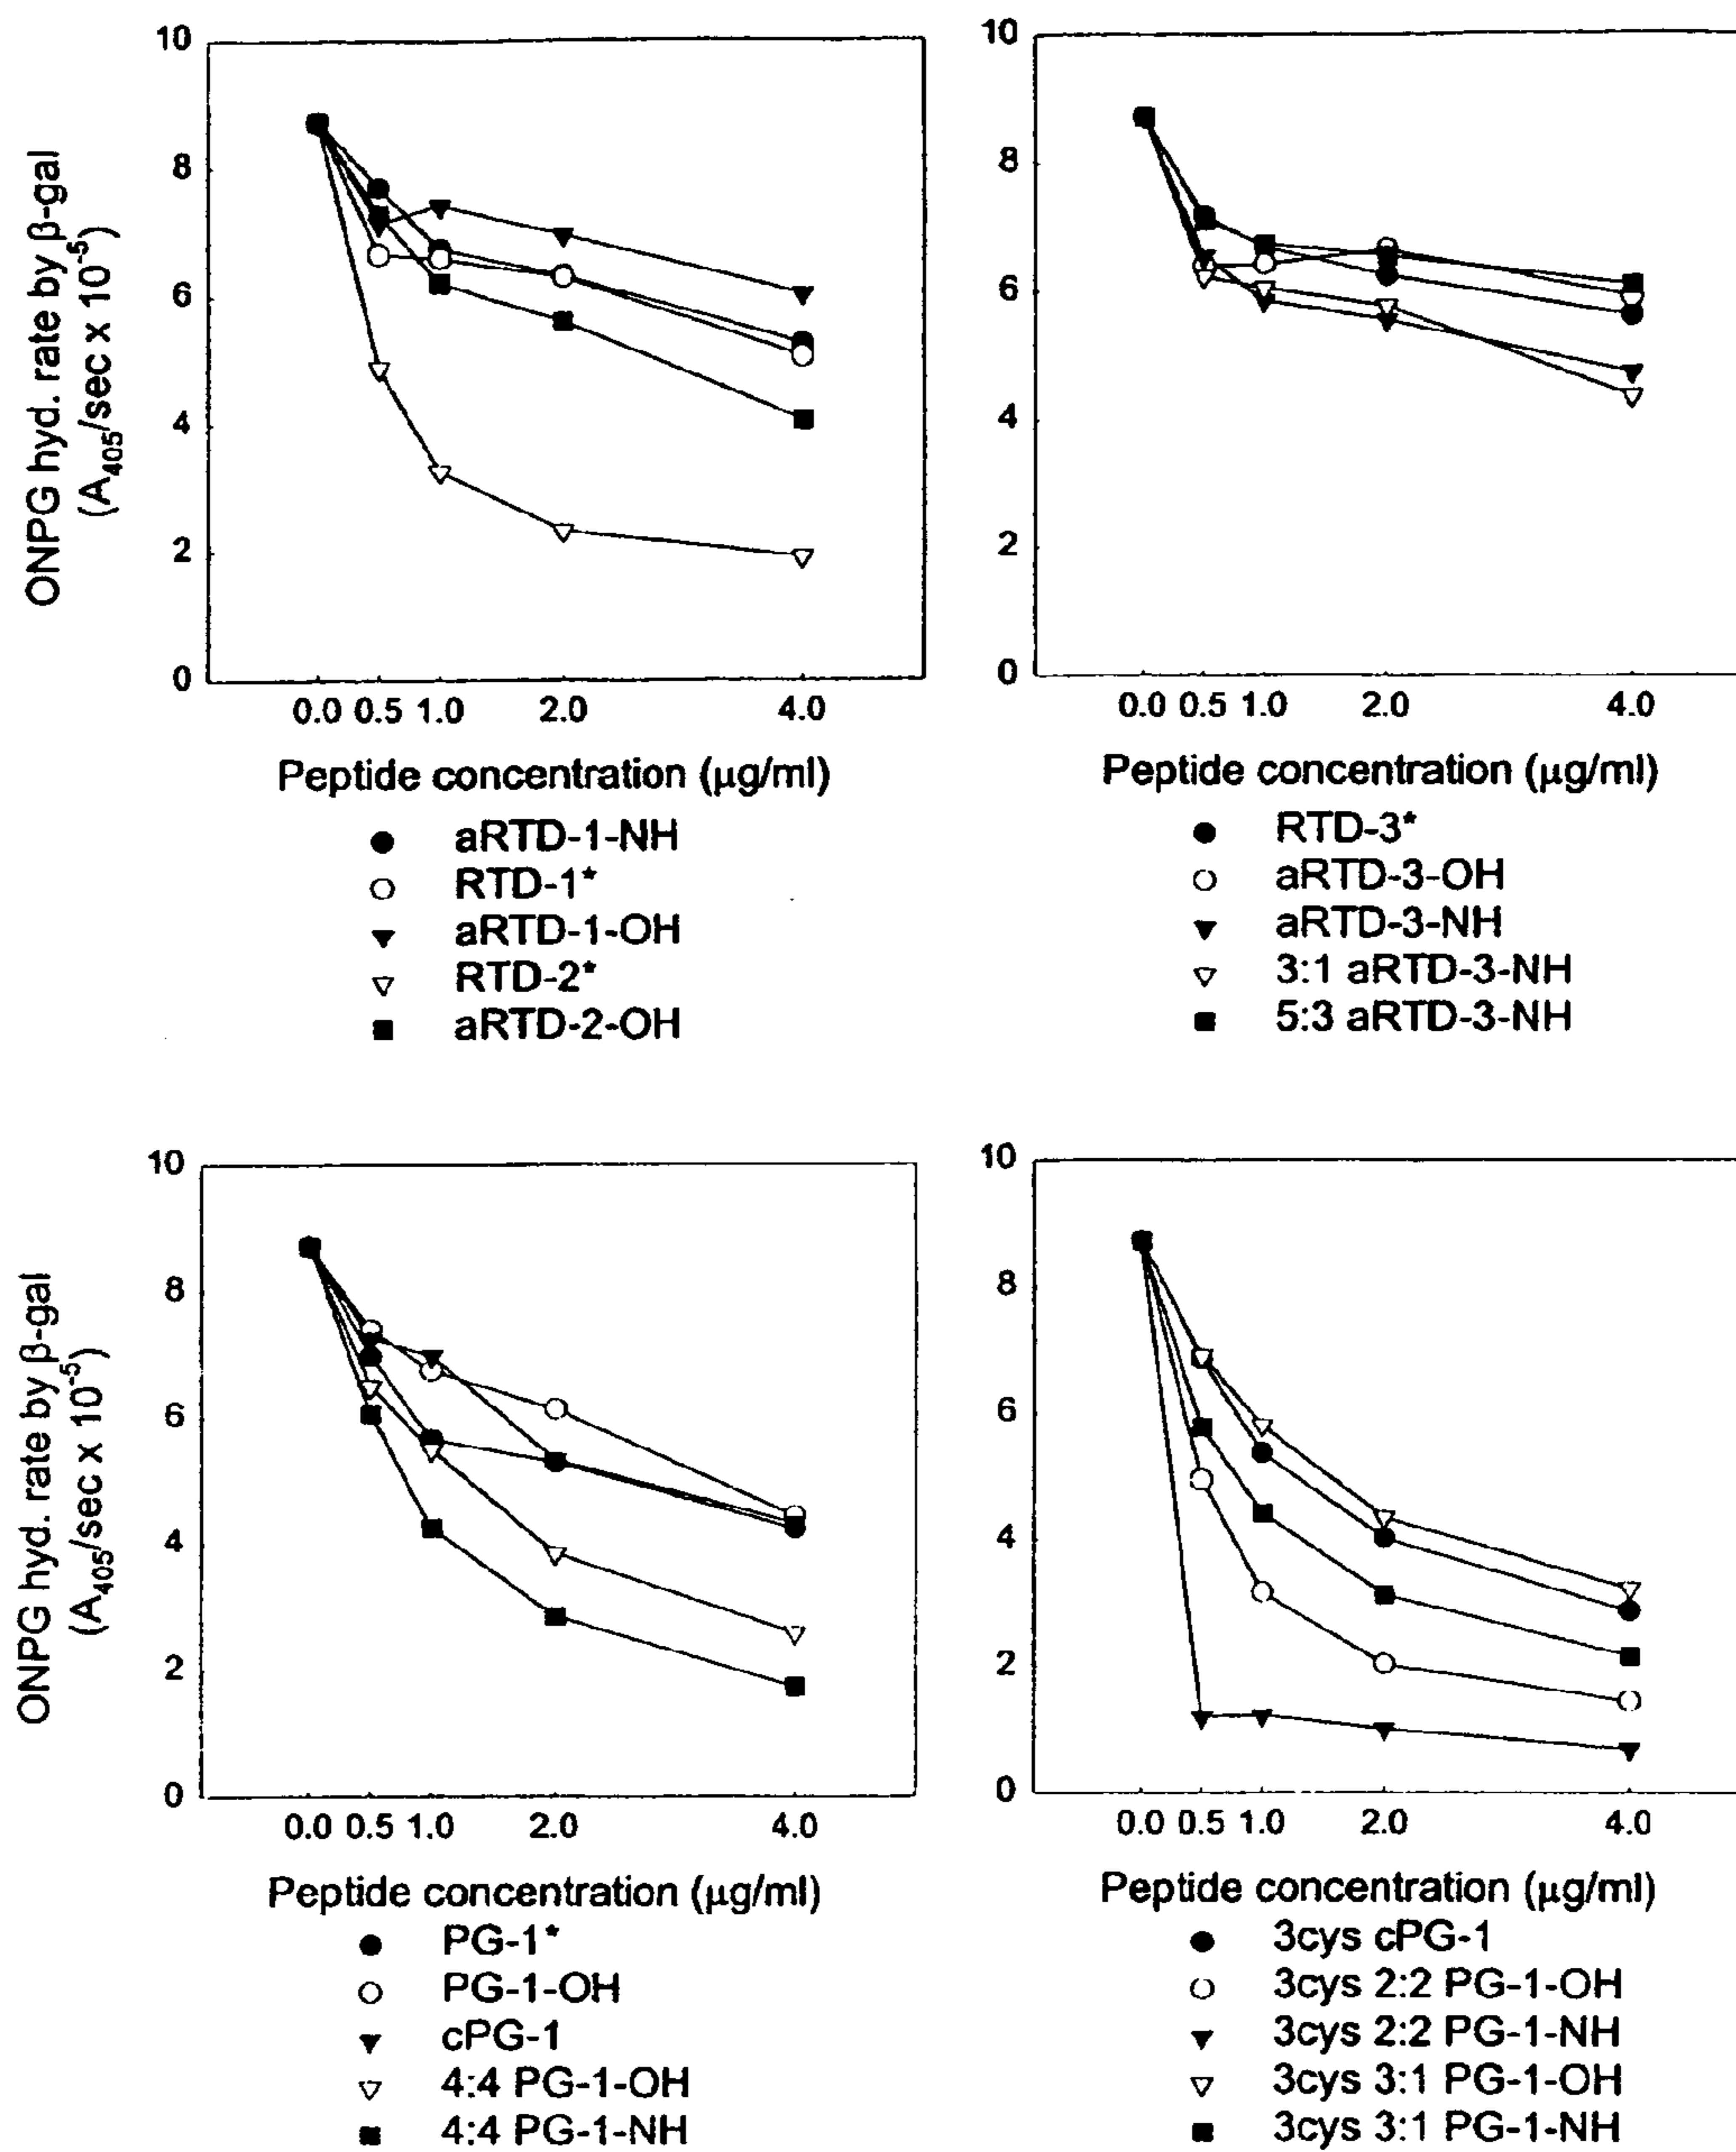 ONPG hyd. rate by β-gal
(A₄₀₅/sec x 10⁻⁵)
10
8
6
4
2
0
0.0 0.5 1.0 2.0 4.0
Peptide concentration (µg/ml)
aRTD-1-NH
RTD-1*
aRTD-1-OH
RTD-2*
aRTD-2-OH
10
8
6
4
2
0
0.0 0.5 1.0 2.0 4.0
Peptide concentration (µg/ml)
RTD-3*
aRTD-3-OH
aRTD-3-NH
3:1 aRTD-3-NH
5:3 aRTD-3-NH
ONPG hyd. rate by β-gal
(A₄₀₅/sec x 10⁻⁵)
10
8
6
4
2
0
0.0 0.5 1.0 2.0 4.0
Peptide concentration (µg/ml)
PG-1*
PG-1-OH
cPG-1
4:4 PG-1-OH
4:4 PG-1-NH
10
8
6
4
2
0
0.0 0.5 1.0 2.0 4.0
Peptide concentration (µg/ml)
3cys cPG-1
3cys 2:2 PG-1-OH
3cys 2:2 PG-1-NH
3cys 3:1 PG-1-OH
3cys 3:1 PG-1-NH